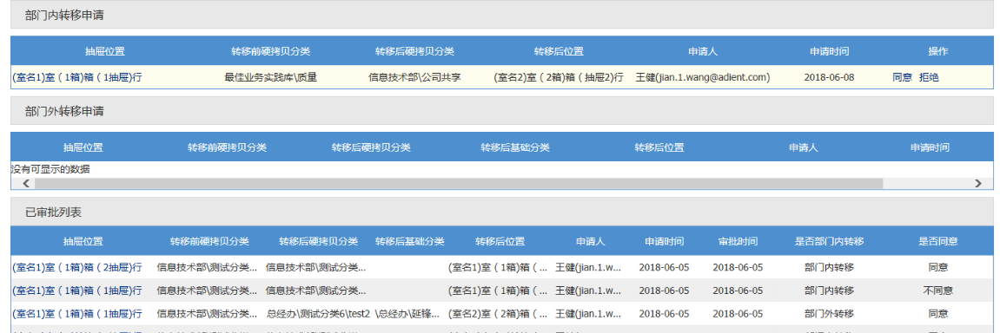 部门内转移申请
抽屉位置 转移前硬拷贝分类 转移后硬拷贝分类 转移后位置 申请人 申请时间 操作
(室名1)室（1箱)箱（1抽屉)行 最佳业务实践库\质量 信息技术部\公司共享 (室名2)室（2箱)箱（抽屉2)行 王健(jian.1.wang@adient.com) 2018-06-08 同意 拒绝
部门外转移申请
抽屉位置 转移前硬拷贝分类 转移后硬拷贝分类 转移后基础分类 转移后位置 申请人 申请时间
没有可显示的数据
已审批列表
抽屉位置 转移前硬拷贝分类 转移后硬拷贝分类 转移后基础分类 转移后位置 申请人 申请时间 审批时间 是否部门内转移 是否同意
(室名1)室（1箱)箱（2抽屉)行 信息技术部\测试分类... 信息技术部\测试分类... (室名1)室（1箱)箱（... 王健(jian.1.w... 2018-06-05 2018-06-05 部门内转移 同意
(室名1)室（1箱)箱（1抽屉)行 信息技术部\测试分类... 信息技术部\测试分类... (室名1)室（1箱)箱（... 王健(jian.1.w... 2018-06-05 2018-06-05 部门内转移 不同意
(室名1)室（1箱)箱（1抽屉)行 信息技术部\测试分类... 总经办\测试分类6\test2 \总经办\延锋... (室名2)室（2箱)箱（... 王健(jian.1.w... 2018-06-05 2018-06-05 部门外转移 同意